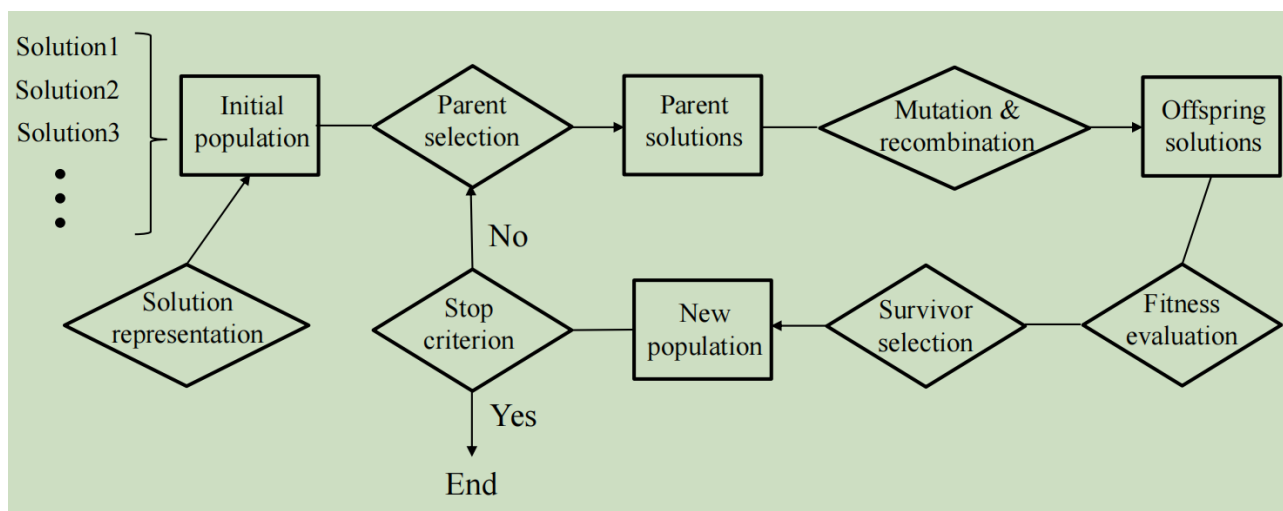 Solution1
Solution2
Solution3
Initial
population
Parent
selection
Parent
solutions
Mutation &
recombination
Offspring
solutions
No
Solution
representation
Stop
criterion
New
population
Survivor
selection
Fitness
evaluation
Yes
End